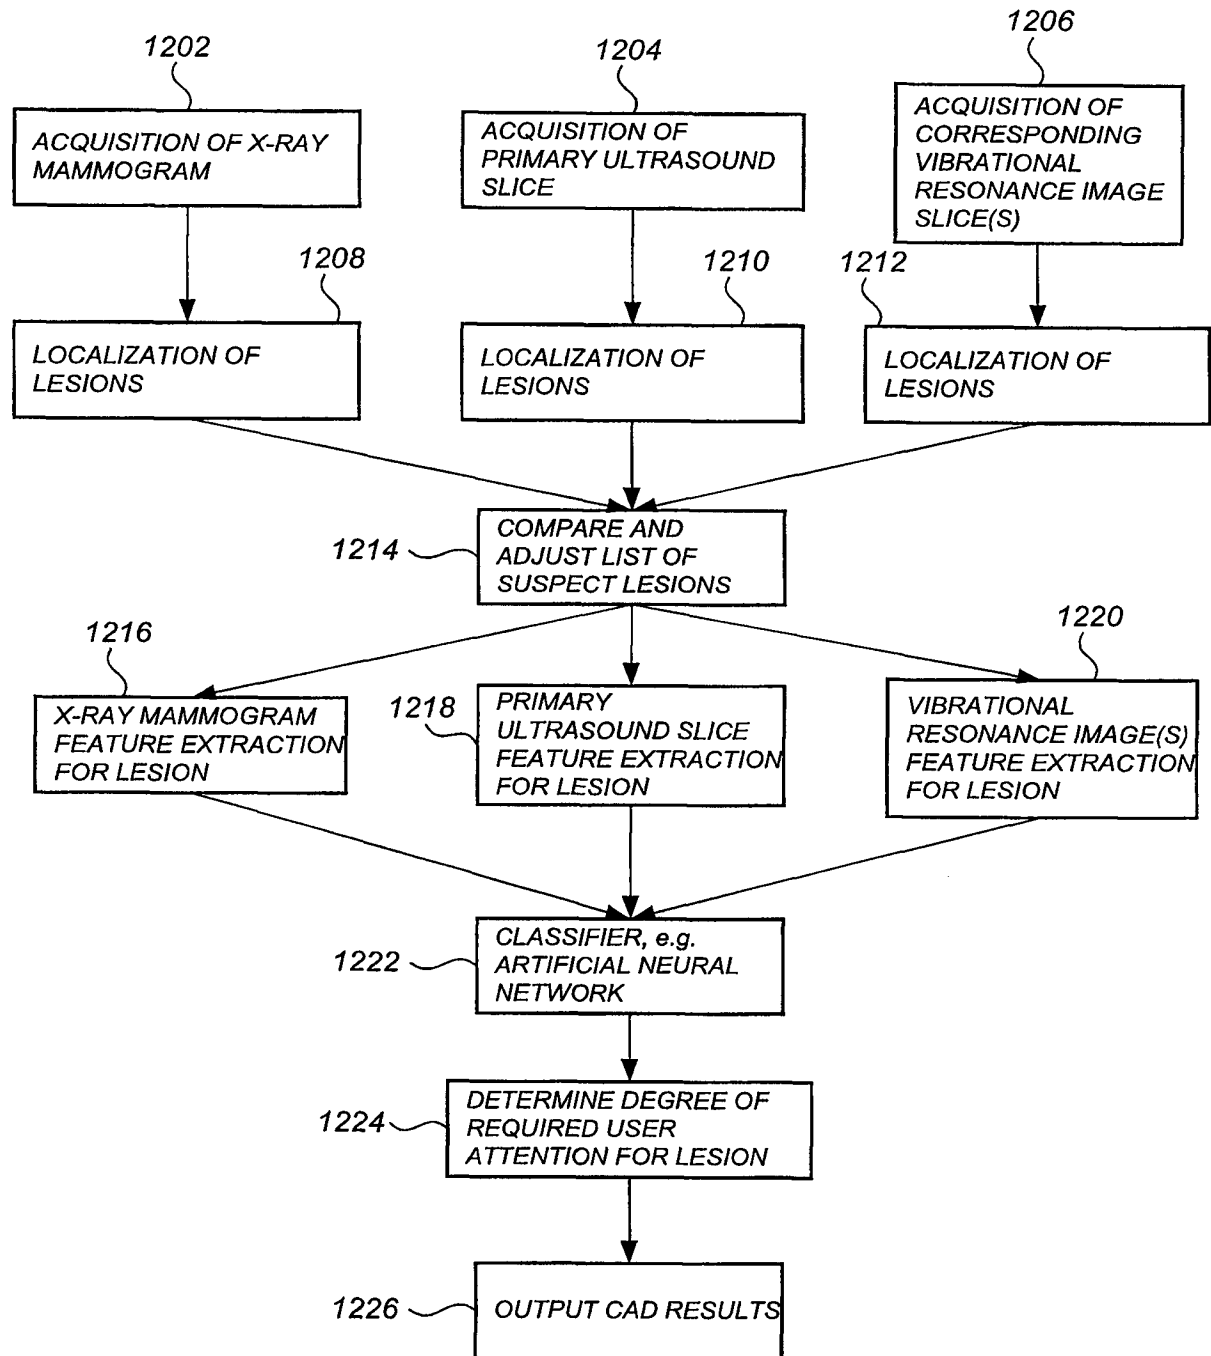 1202
1204
1206
ACQUISITION OF X-RAY
MAMMOGRAM
ACQUISITION OF
PRIMARY ULTRASOUND
SLICE
ACQUISITION OF
CORRESPONDING
VIBRATIONAL
RESONANCE IMAGE
SLICE(S)
1208
1210
1212
LOCALIZATION OF
LESIONS
LOCALIZATION OF
LESIONS
LOCALIZATION OF
LESIONS
1214
COMPARE AND
ADJUST LIST OF
SUSPECT LESIONS
1216
1218
1220
X-RAY MAMMOGRAM
FEATURE EXTRACTION
FOR LESION
PRIMARY
ULTRASOUND SLICE
FEATURE EXTRACTION
FOR LESION
VIBRATIONAL
RESONANCE IMAGE(S)
FEATURE EXTRACTION
FOR LESION
1222
CLASSIFIER, e.g.
ARTIFICIAL NEURAL
NETWORK
1224
DETERMINE DEGREE OF
REQUIRED USER
ATTENTION FOR LESION
1226
OUTPUT CAD RESULTS